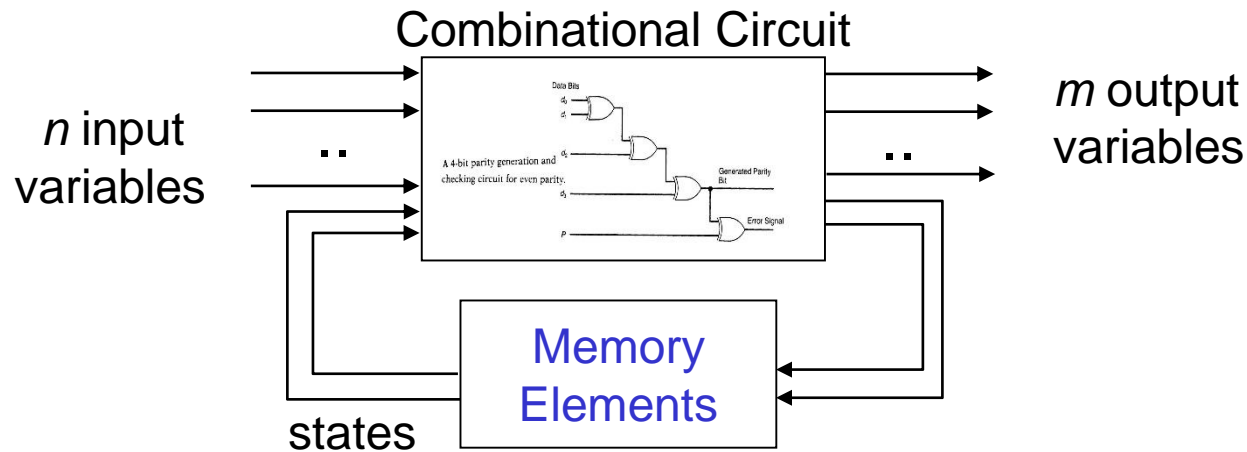 Combinational Circuit
n input
variables
..
Data Bits
d₀
d₁
d₂
A 4-bit parity generation and
checking circuit for even parity.
d₃
Generated Parity
Bit
P
Error Signal
..
m output
variables
Memory
Elements
states